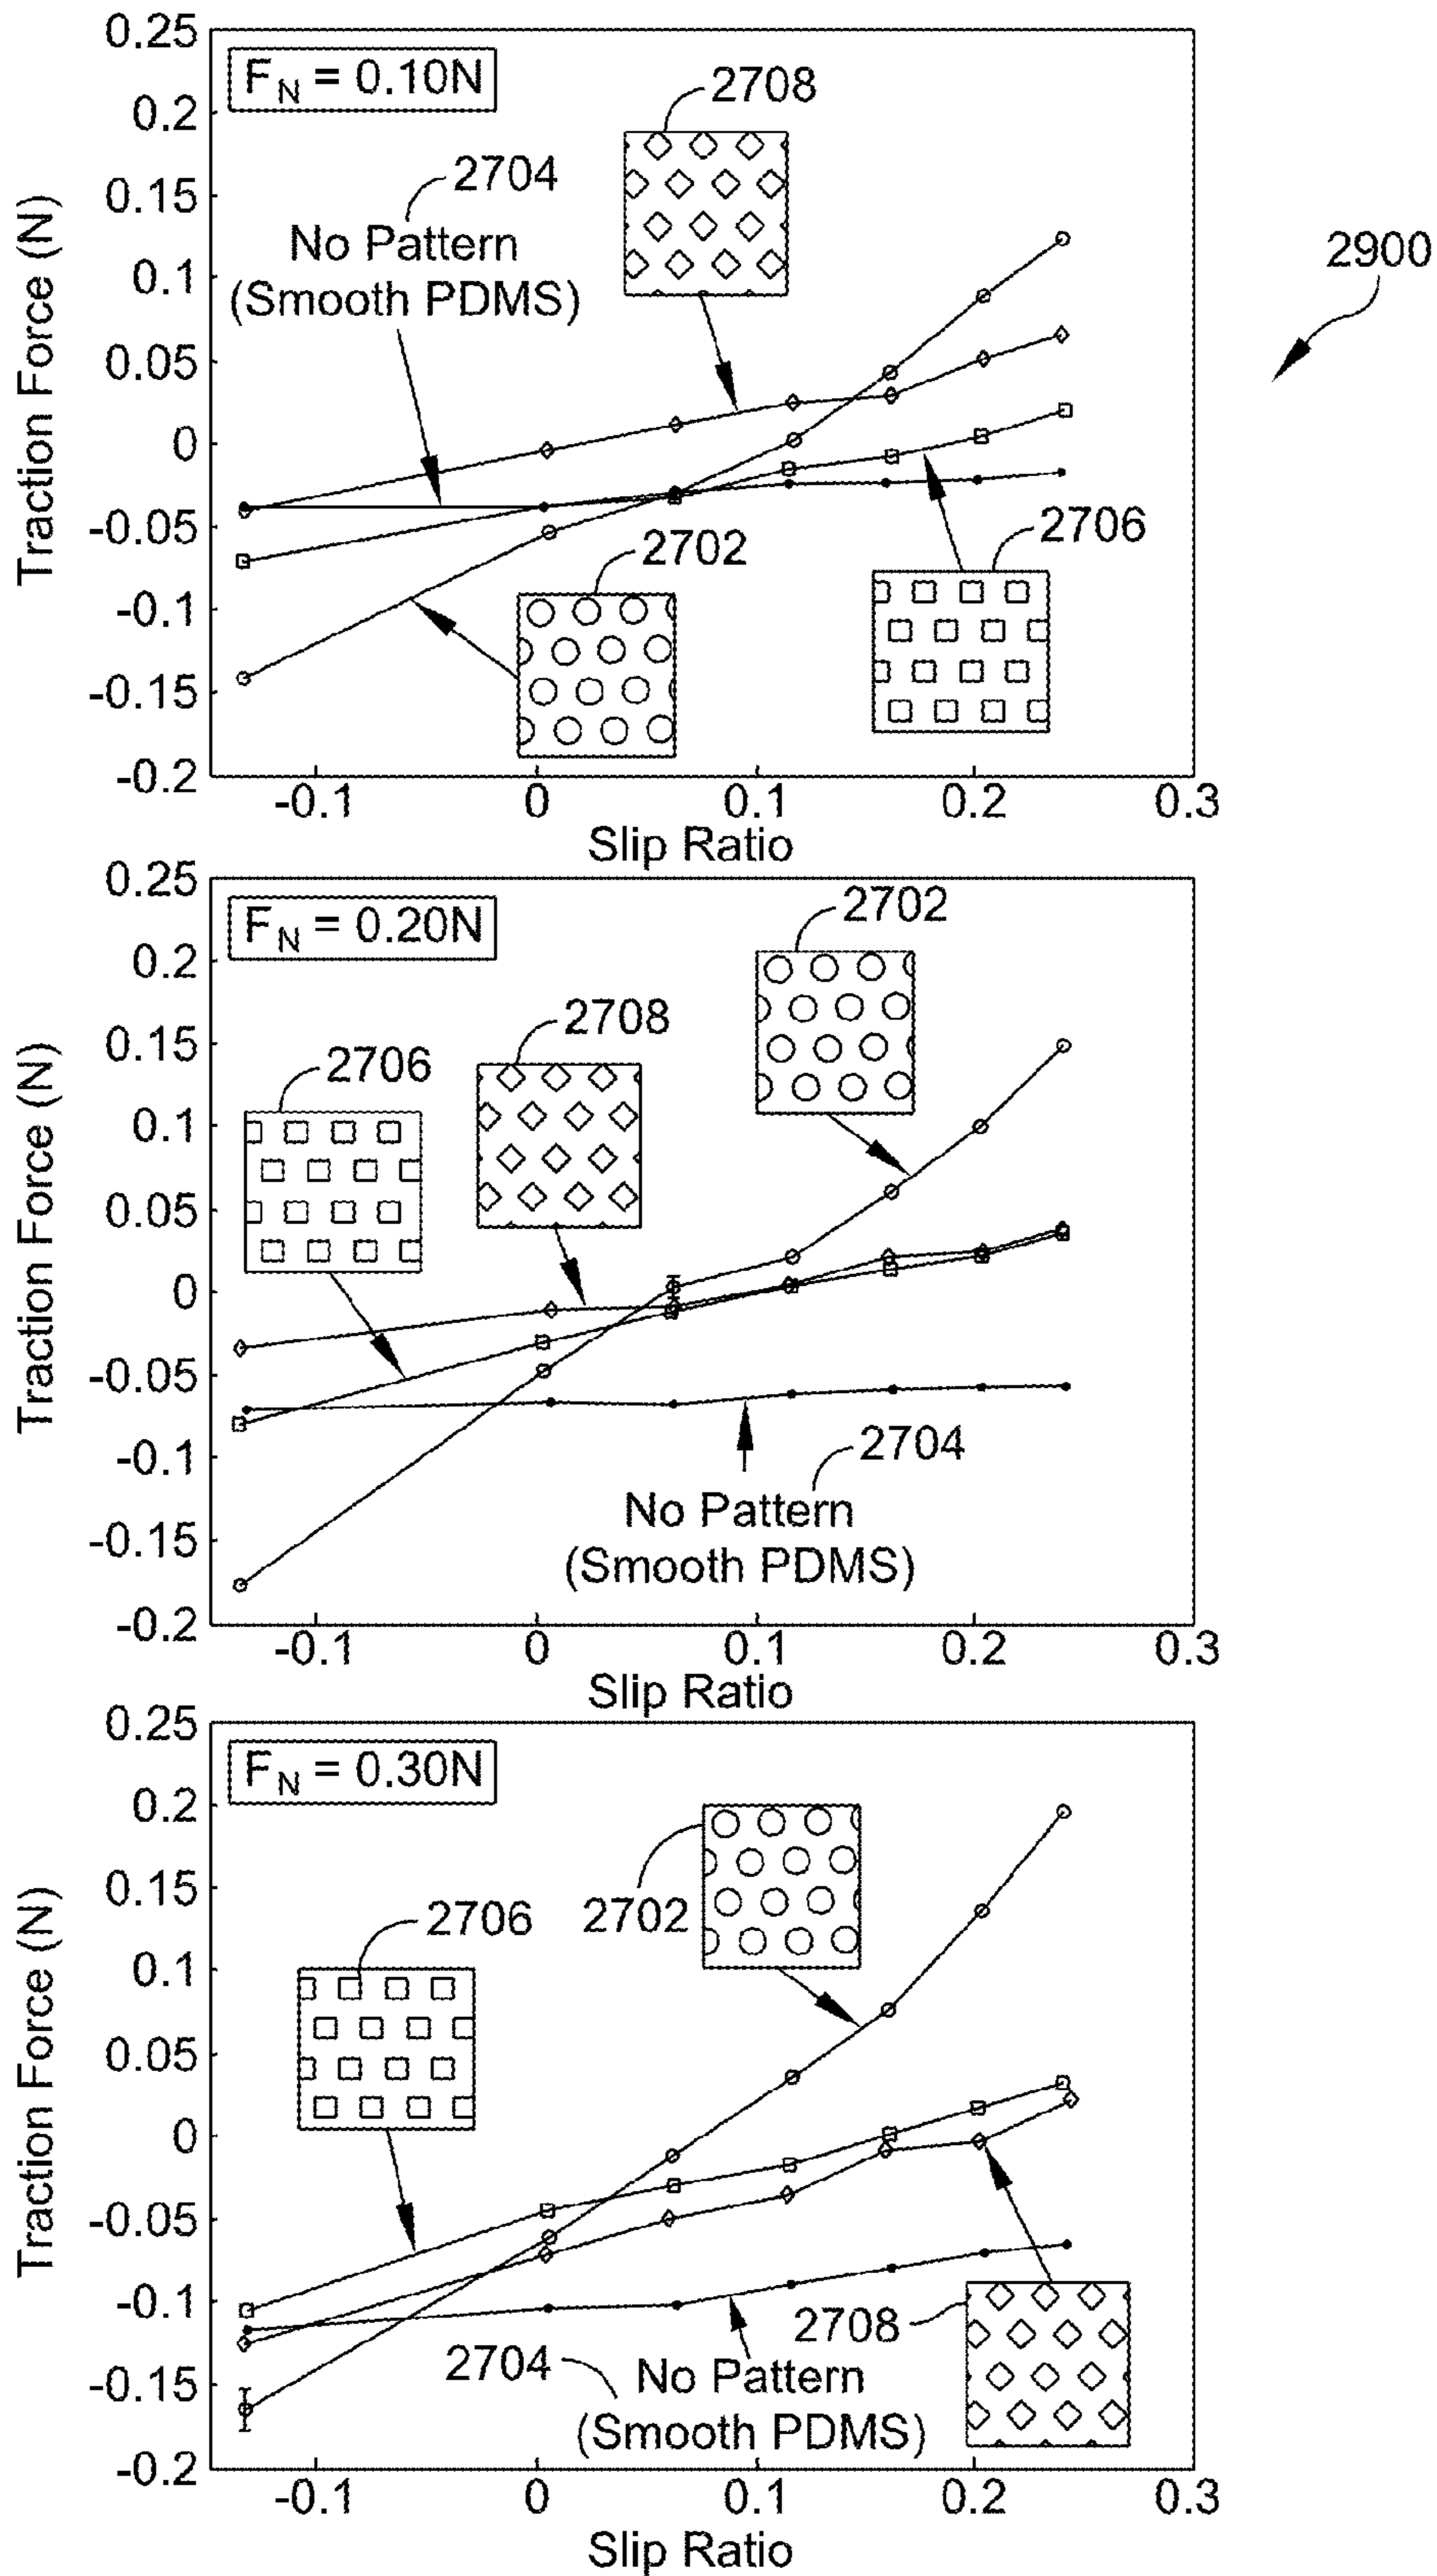 0.25
F_N = 0.10N
2708
0.2
2704
0.15
No Pattern
(Smooth PDMS)
2900
0.1
0.05
Traction Force (N)
0
-0.05
2706
2702
-0.1
-0.15
-0.2
-0.1 0 0.1 0.2 0.3
Slip Ratio
0.25
F_N = 0.20N
2702
0.2
2708
0.15
2706
0.1
0.05
Traction Force (N)
0
-0.05
2704
-0.1
No Pattern
(Smooth PDMS)
-0.15
-0.2
-0.1 0 0.1 0.2 0.3
Slip Ratio
0.25
F_N = 0.30N
0.2
0.15
2706
2702
0.1
0.05
Traction Force (N)
0
-0.05
-0.1
2708
2704
No Pattern
(Smooth PDMS)
-0.15
-0.2
-0.1 0 0.1 0.2 0.3
Slip Ratio